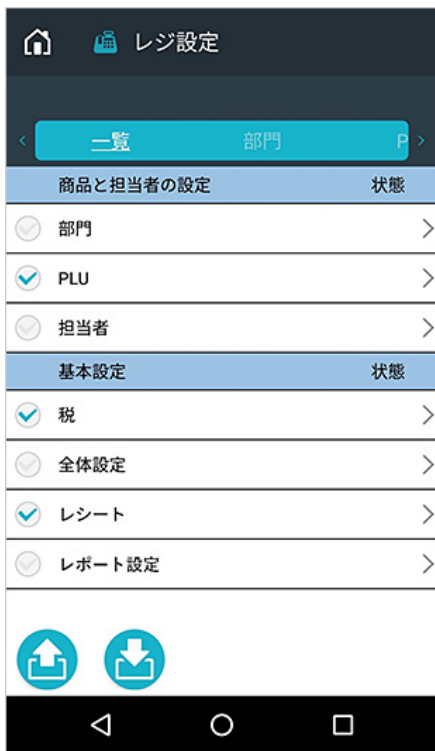 レジ設定
一覧 部門 P
商品と担当者の設定 状態
部門
PLU
担当者
基本設定 状態
税
全体設定
レシート
レポート設定